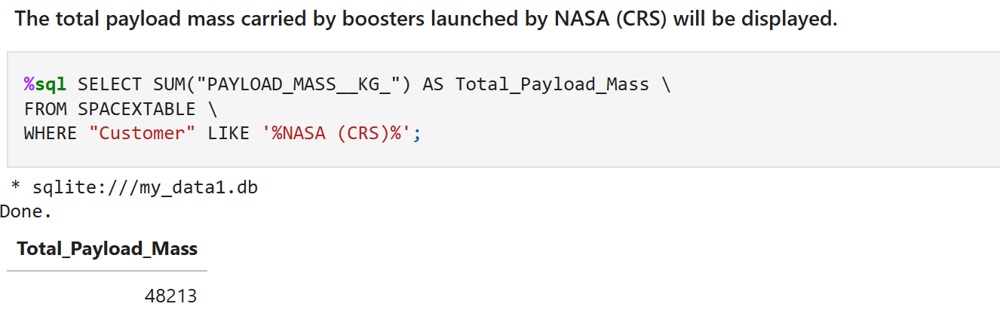 The total payload mass carried by boosters launched by NASA (CRS) will be displayed.
%sql SELECT SUM("PAYLOAD_MASS__KG_") AS Total_Payload_Mass \
FROM SPACEXTABLE \
WHERE "Customer" LIKE '%NASA (CRS)%';
* sqlite:///my_data1.db
Done.
Total_Payload_Mass
48213